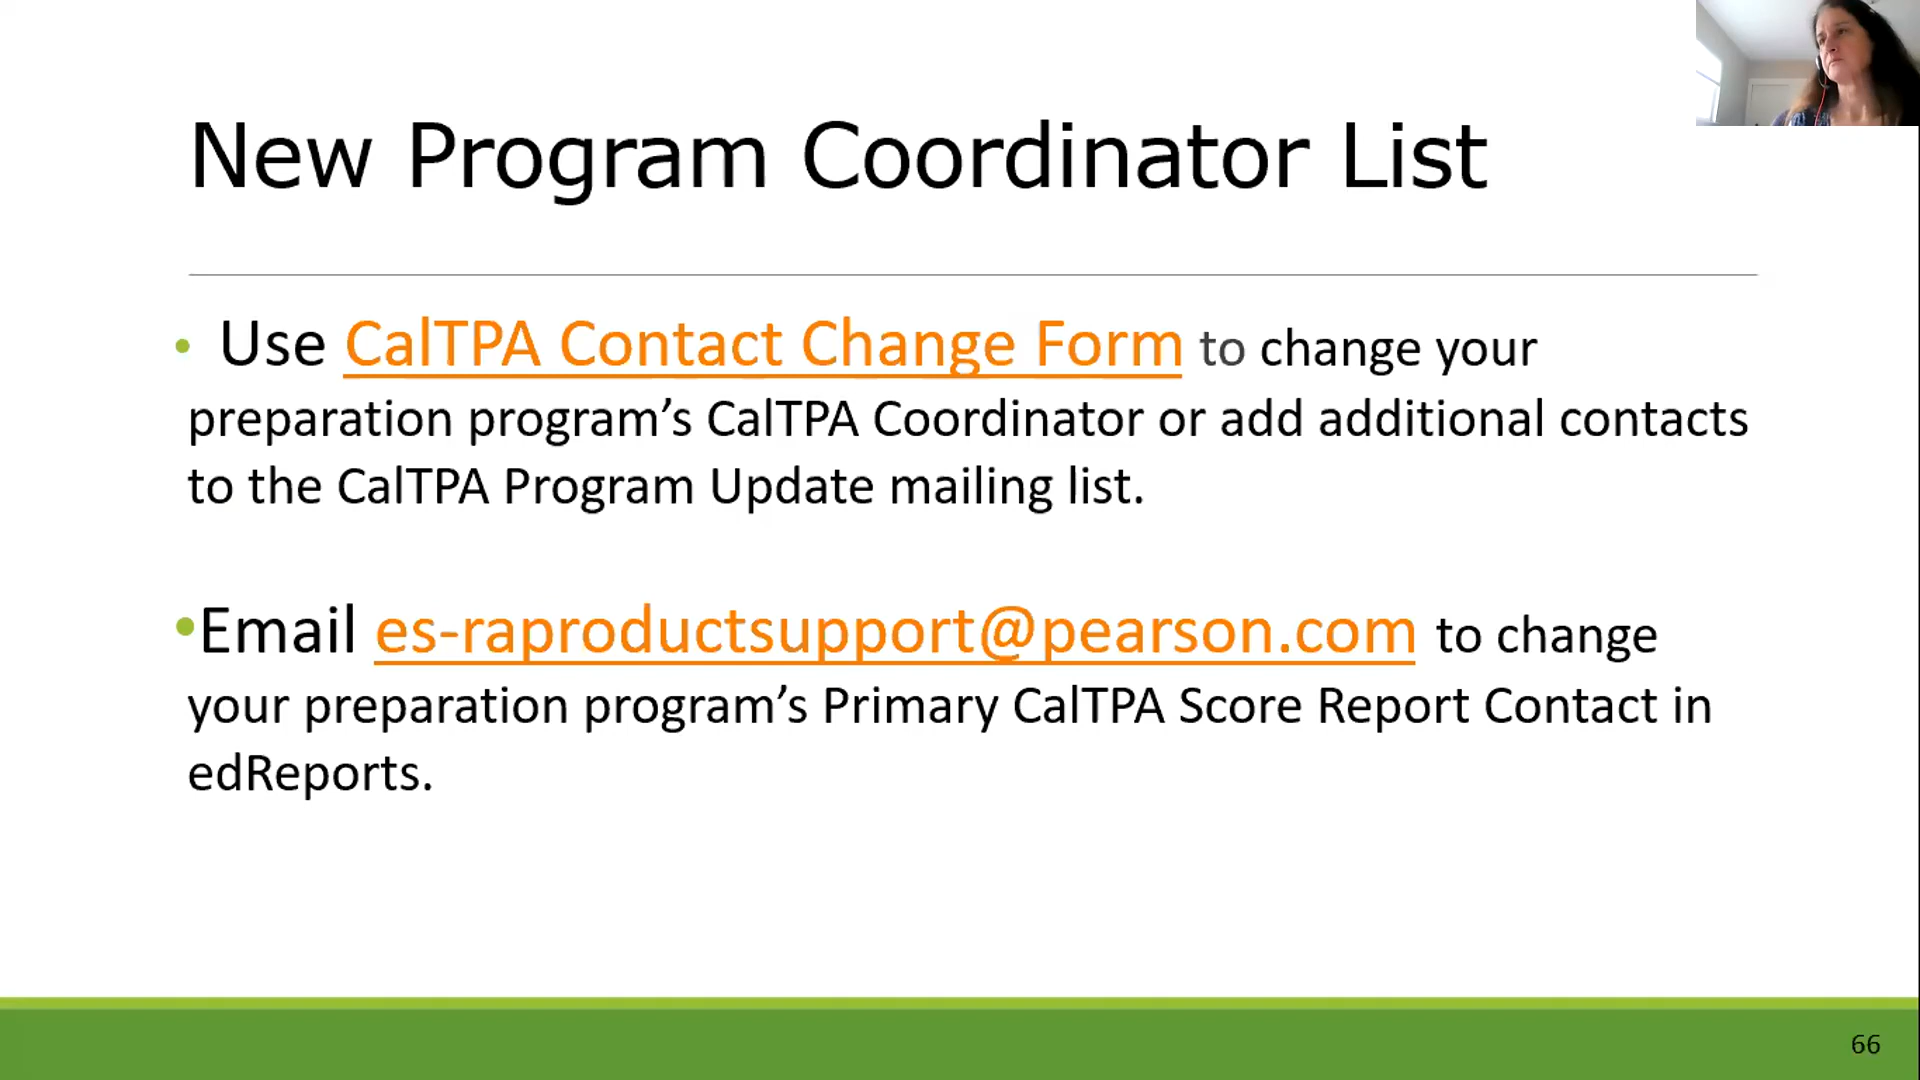 New Program Coordinator List
• Use CalTPA Contact Change Form to change your
preparation program’s CalTPA Coordinator or add additional contacts
to the CalTPA Program Update mailing list.
•Email es-raproductsupport@pearson.com to change
your preparation program’s Primary CalTPA Score Report Contact in
edReports.
66